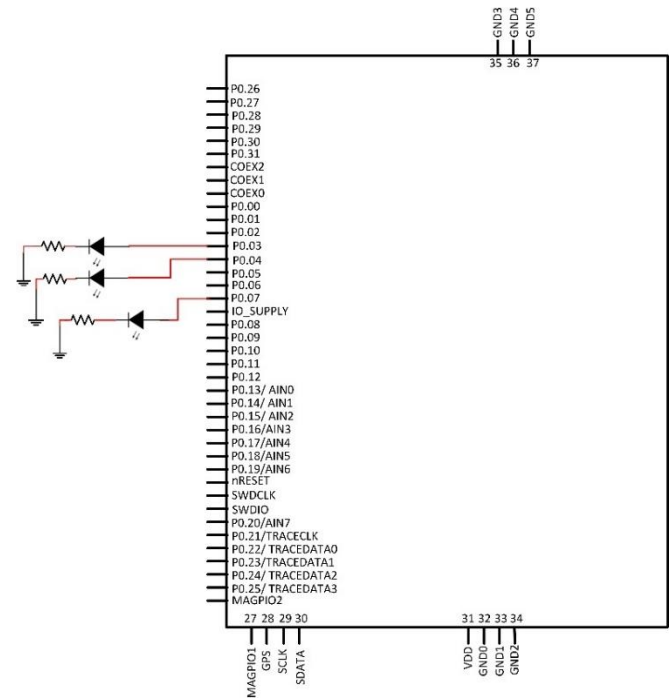 GND3
GND4
GND5
35 36 37
P0.26
P0.27
P0.28
P0.29
P0.30
P0.31
COEX2
COEX1
COEX0
P0.00
P0.01
P0.02
P0.03
P0.04
P0.05
P0.06
P0.07
IO_SUPPLY
P0.08
P0.09
P0.10
P0.11
P0.12
P0.13/ AIN0
P0.14/ AIN1
P0.15/ AIN2
P0.16/AIN3
P0.17/AIN4
P0.18/AIN5
P0.19/AIN6
nRESET
SWDCLK
SWDIO
P0.20/AIN7
P0.21/TRACECLK
P0.22/ TRACEDATA0
P0.23/TRACEDATA1
P0.24/ TRACEDATA2
P0.25/ TRACEDATA3
MAGPIO2
27 28 29 30
31 32 33 34
MAGPIO1
GPS
SCLK
SDATA
VDD
GND0
GND1
GND2